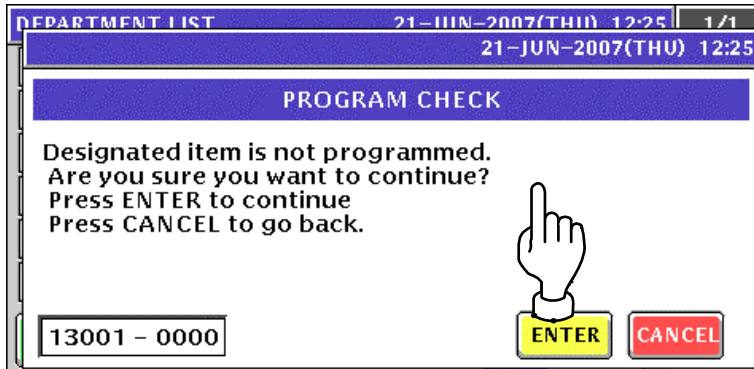 DEPARTMENT LIST 21-JUN-2007(THU) 12:25 1/1
21-JUN-2007(THU) 12:25
PROGRAM CHECK
Designated item is not programmed.
Are you sure you want to continue?
Press ENTER to continue
Press CANCEL to go back.
13001 - 0000 ENTER CANCEL